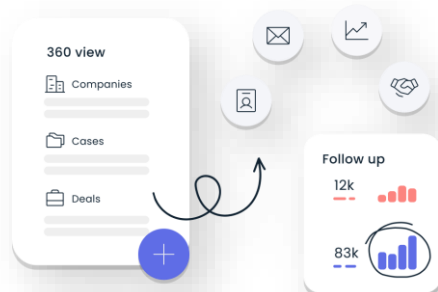 360 view
Companies
Cases
Deals
Follow up
12k
83k